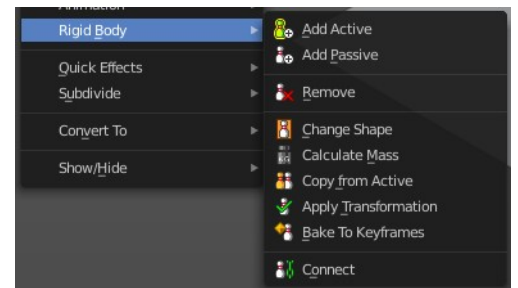 Animation
Rigid Body
Quick Effects
Subdivide
Convert To
Show/Hide
Add Active
Add Passive
Remove
Change Shape
Calculate Mass
Copy from Active
Apply Transformation
Bake To Keyframes
Connect